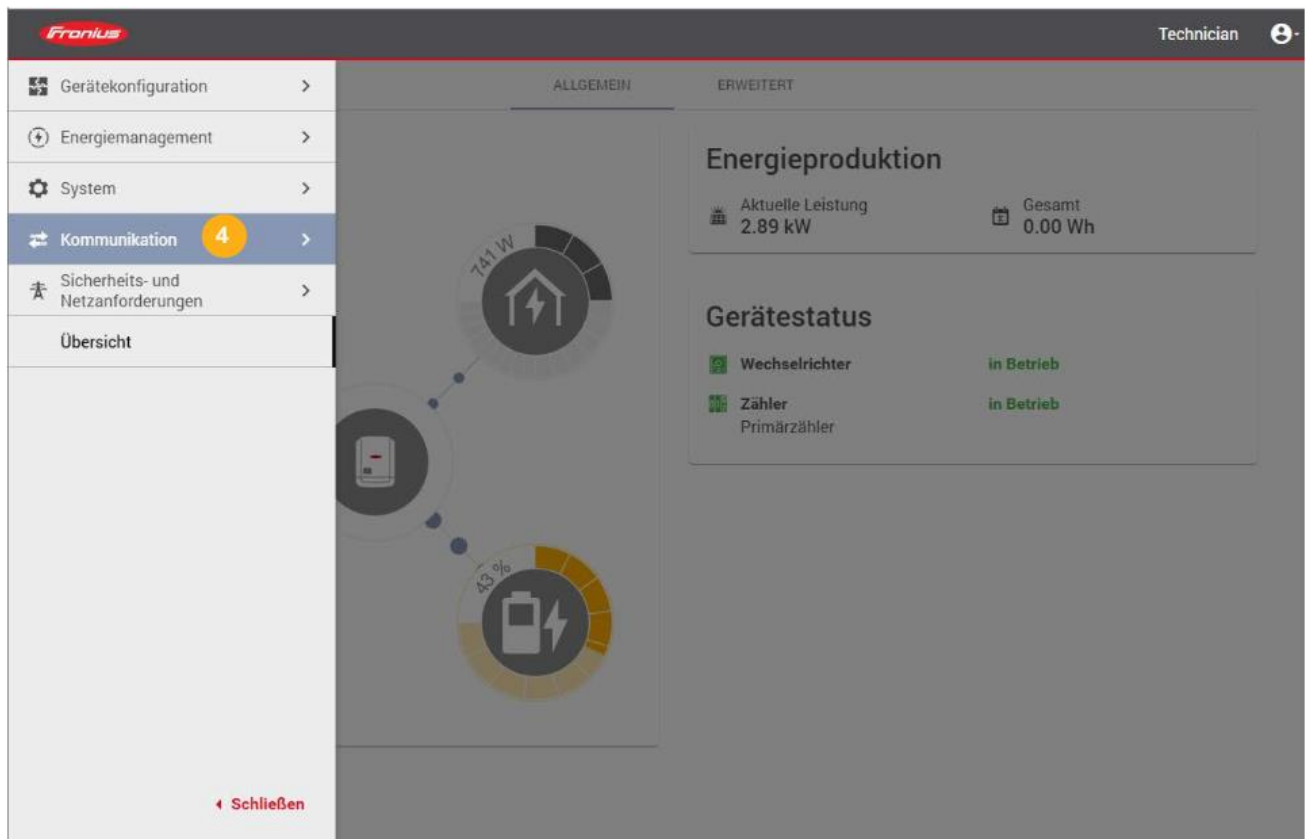 Fronius
Technician
Gerätekonfiguration
Energiemanagement
System
Kommunikation 4
Sicherheits- und
Netzanforderungen
Übersicht
Schließen
ALLGEMEIN ERWEITERT
741 W
43 %
Energieproduktion
Aktuelle Leistung
2.89 kW
Gesamt
0.00 Wh
Gerätestatus
Wechselrichter in Betrieb
Zähler in Betrieb
Primärzähler